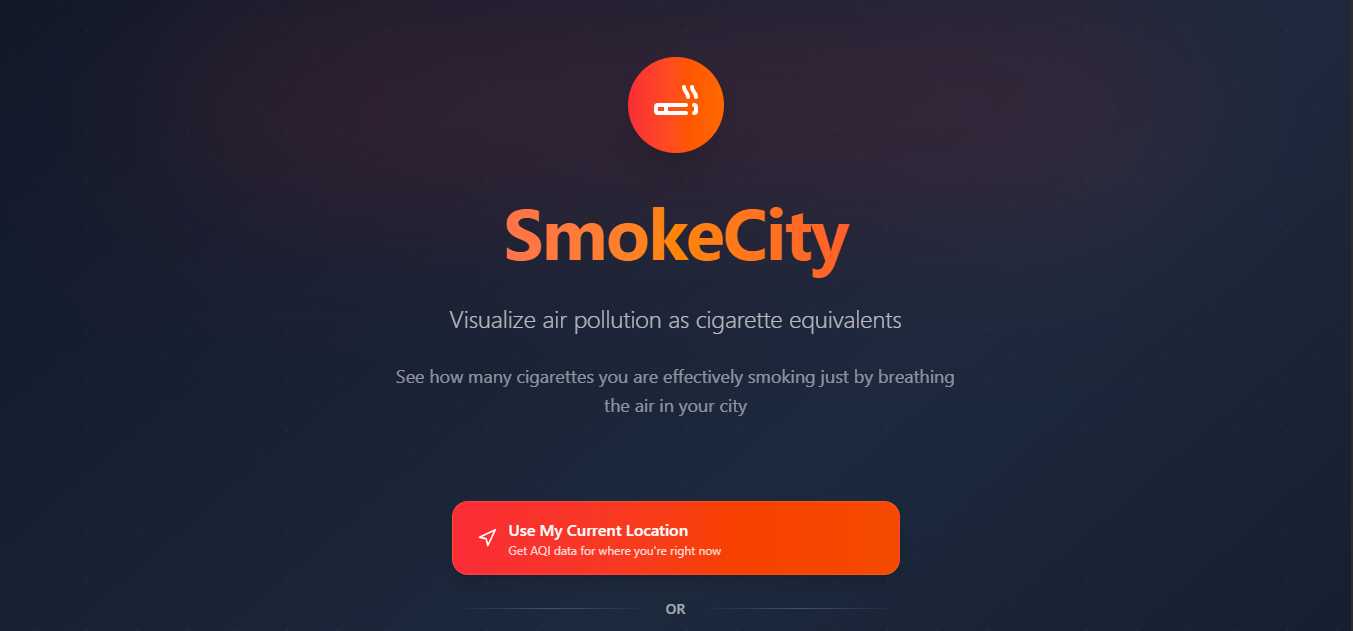 SmokeCity
Visualize air pollution as cigarette equivalents
See how many cigarettes you are effectively smoking just by breathing
the air in your city
Use My Current Location
Get AQI data for where you're right now
OR